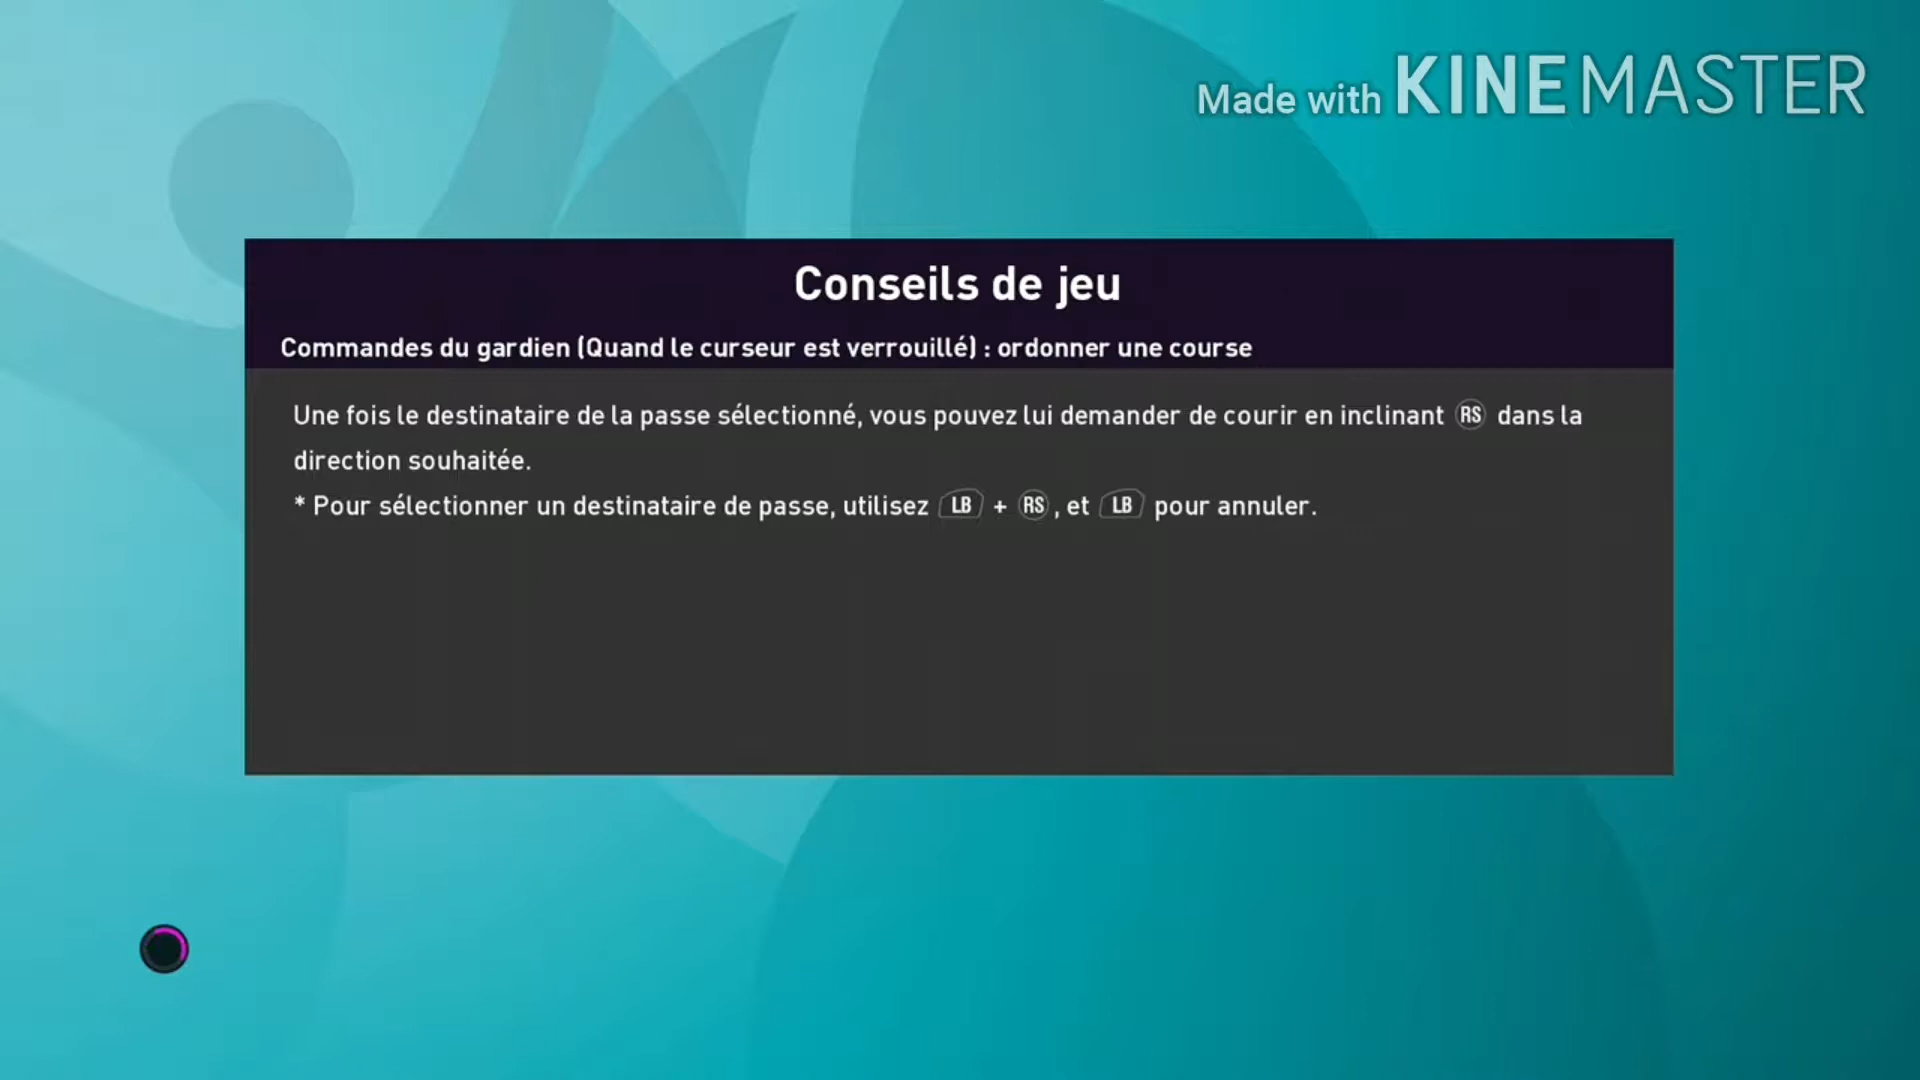 Made with KINEMASTER
Conseils de jeu
Commandes du gardien (Quand le curseur est verrouillé) : ordonner une course
Une fois le destinataire de la passe sélectionné, vous pouvez lui demander de courir en inclinant RS dans la
direction souhaitée.
* Pour sélectionner un destinataire de passe, utilisez LB + RS, et LB pour annuler.